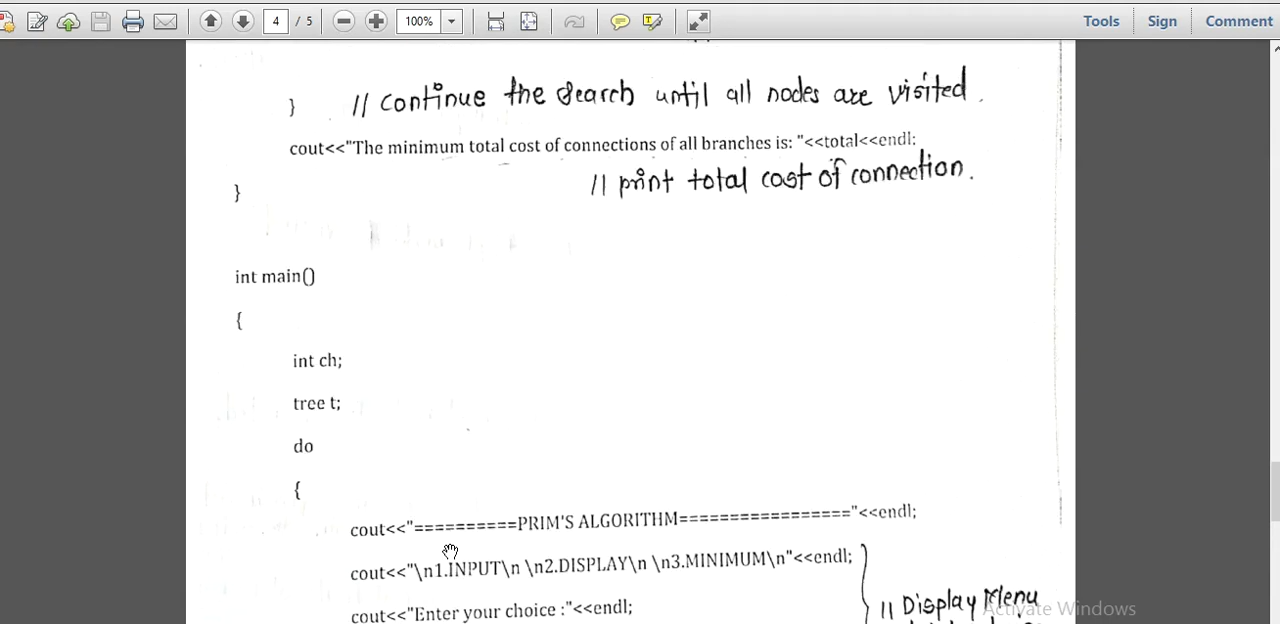 4 / 5 100% Tools Sign Comment
} // continue the search until all nodes are visited.
cout<<"The minimum total cost of connections of all branches is: "<<total<<endl;
// print total cost of connection.
}
int main()
{
int ch;
tree t;
do
{
cout<<"==========PRIM'S ALGORITHM================="<<endl;
cout<<"\n1.INPUT\n \n2.DISPLAY\n \n3.MINIMUM\n"<<endl;
cout<<"Enter your choice :"<<endl;
// Display Menu
Activate Windows